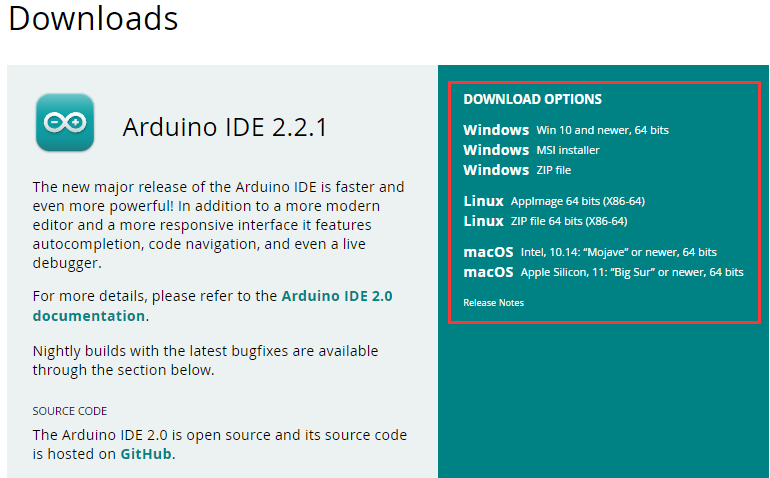 Downloads
Arduino IDE 2.2.1
The new major release of the Arduino IDE is faster and
even more powerful! In addition to a more modern
editor and a more responsive interface it features
autocompletion, code navigation, and even a live
debugger.
For more details, please refer to the Arduino IDE 2.0
documentation.
Nightly builds with the latest bugfixes are available
through the section below.
SOURCE CODE
The Arduino IDE 2.0 is open source and its source code
is hosted on GitHub.
DOWNLOAD OPTIONS
Windows Win 10 and newer, 64 bits
Windows MSI installer
Windows ZIP file
Linux AppImage 64 bits (X86-64)
Linux ZIP file 64 bits (X86-64)
macOS Intel, 10.14: “Mojave” or newer, 64 bits
macOS Apple Silicon, 11: “Big Sur” or newer, 64 bits
Release Notes